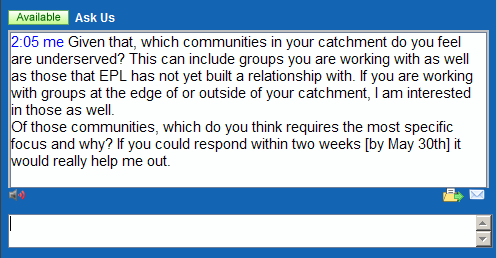 Available Ask Us
2:05 me Given that, which communities in your catchment do you feel
are underserved? This can include groups you are working with as well
as those that EPL has not yet built a relationship with. If you are working
with groups at the edge of or outside of your catchment, I am interested
in those as well.
Of those communities, which do you think requires the most specific
focus and why? If you could respond within two weeks [by May 30th] it
would really help me out.